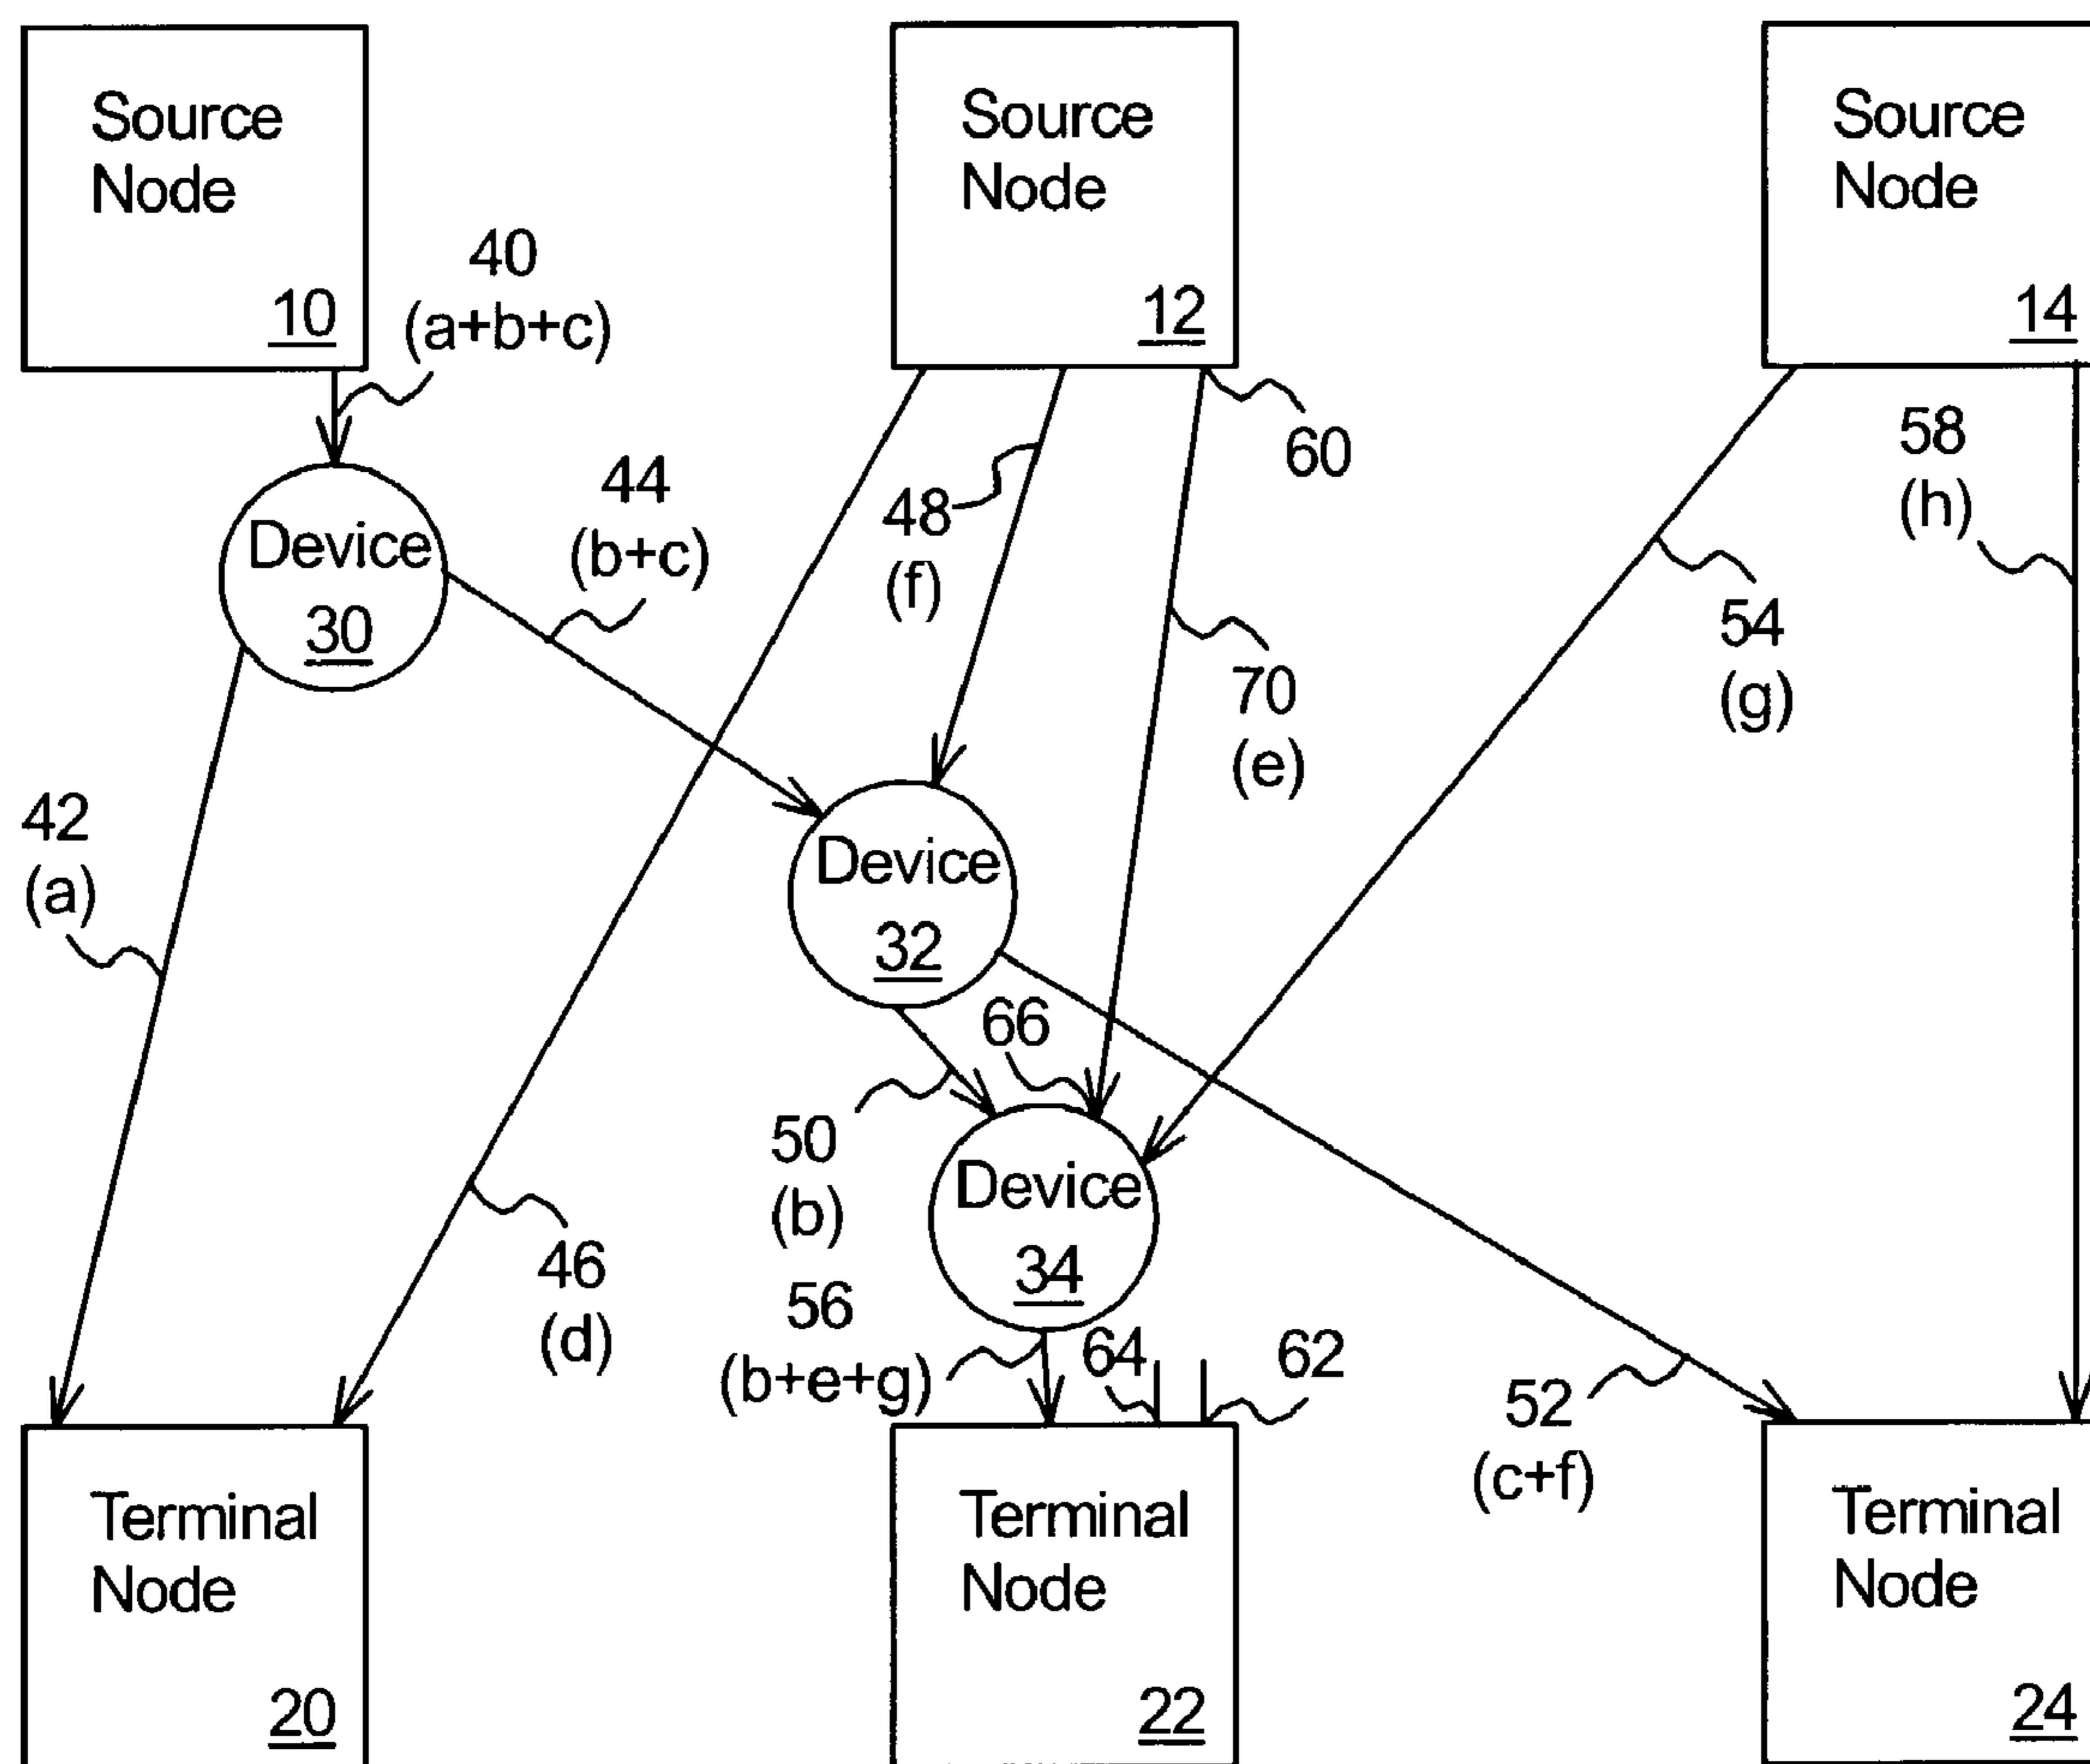 Source
Node
10
Source
Node
12
Source
Node
14
40
(a+b+c)
60
58
(h)
44
(b+c)
48
(f)
Device
30
54
(g)
70
(e)
42
(a)
Device
32
66
50
(b)
Device
34
46
(d)
56
(b+e+g)
64
62
52
(c+f)
Terminal
Node
20
Terminal
Node
22
Terminal
Node
24